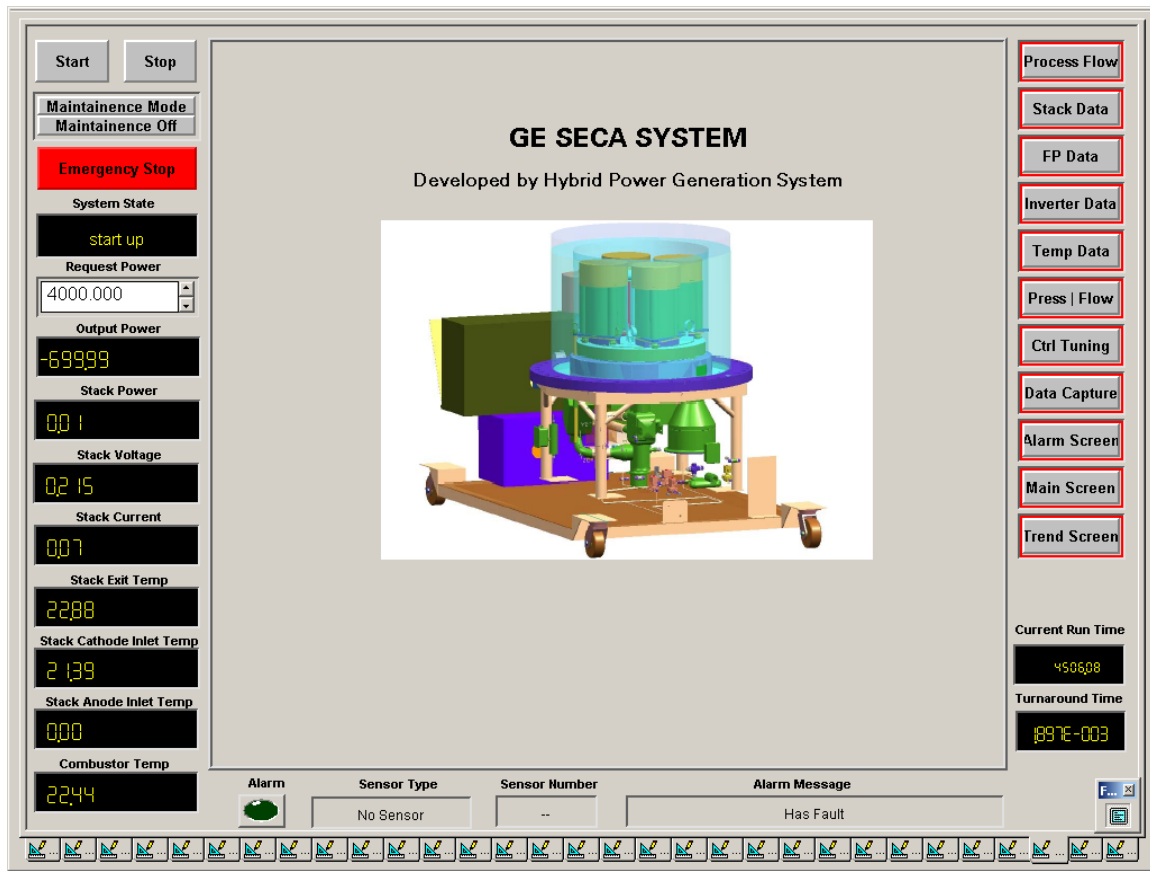 Start
Stop
Maintainence Mode
Maintainence Off
Emergency Stop
System State
start up
Request Power
4000.000
Output Power
-699.99
Stack Power
0.01
Stack Voltage
0.215
Stack Current
0.07
Stack Exit Temp
22.88
Stack Cathode Inlet Temp
21.39
Stack Anode Inlet Temp
0.00
Combustor Temp
22.44
GE SECA SYSTEM
Developed by Hybrid Power Generation System
Alarm
Sensor Type
Sensor Number
Alarm Message
No Sensor
--
Has Fault
Process Flow
Stack Data
FP Data
Inverter Data
Temp Data
Press | Flow
Ctrl Tuning
Data Capture
Alarm Screen
Main Screen
Trend Screen
Current Run Time
4506.08
Turnaround Time
1.897E-003
F...